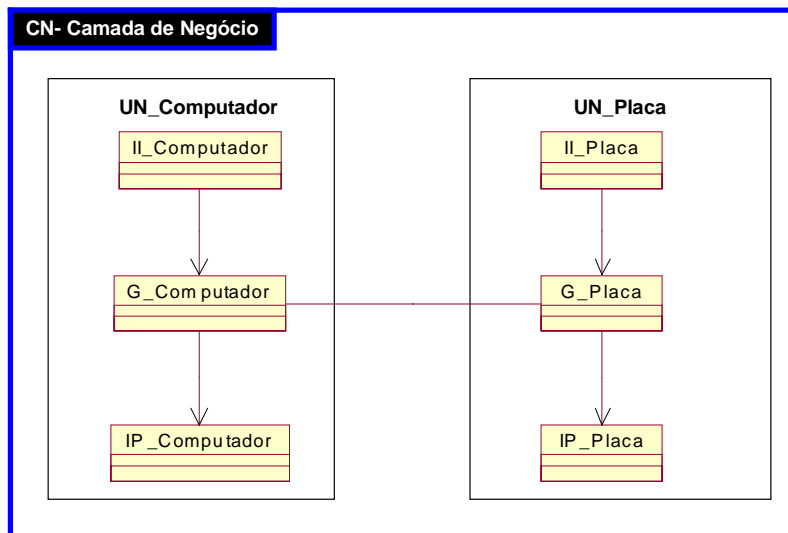 CN- Camada de Negócio
UN_Computador
UN_Placa
II_Computador
II_Placa
G_Computador
G_Placa
IP_Computador
IP_Placa